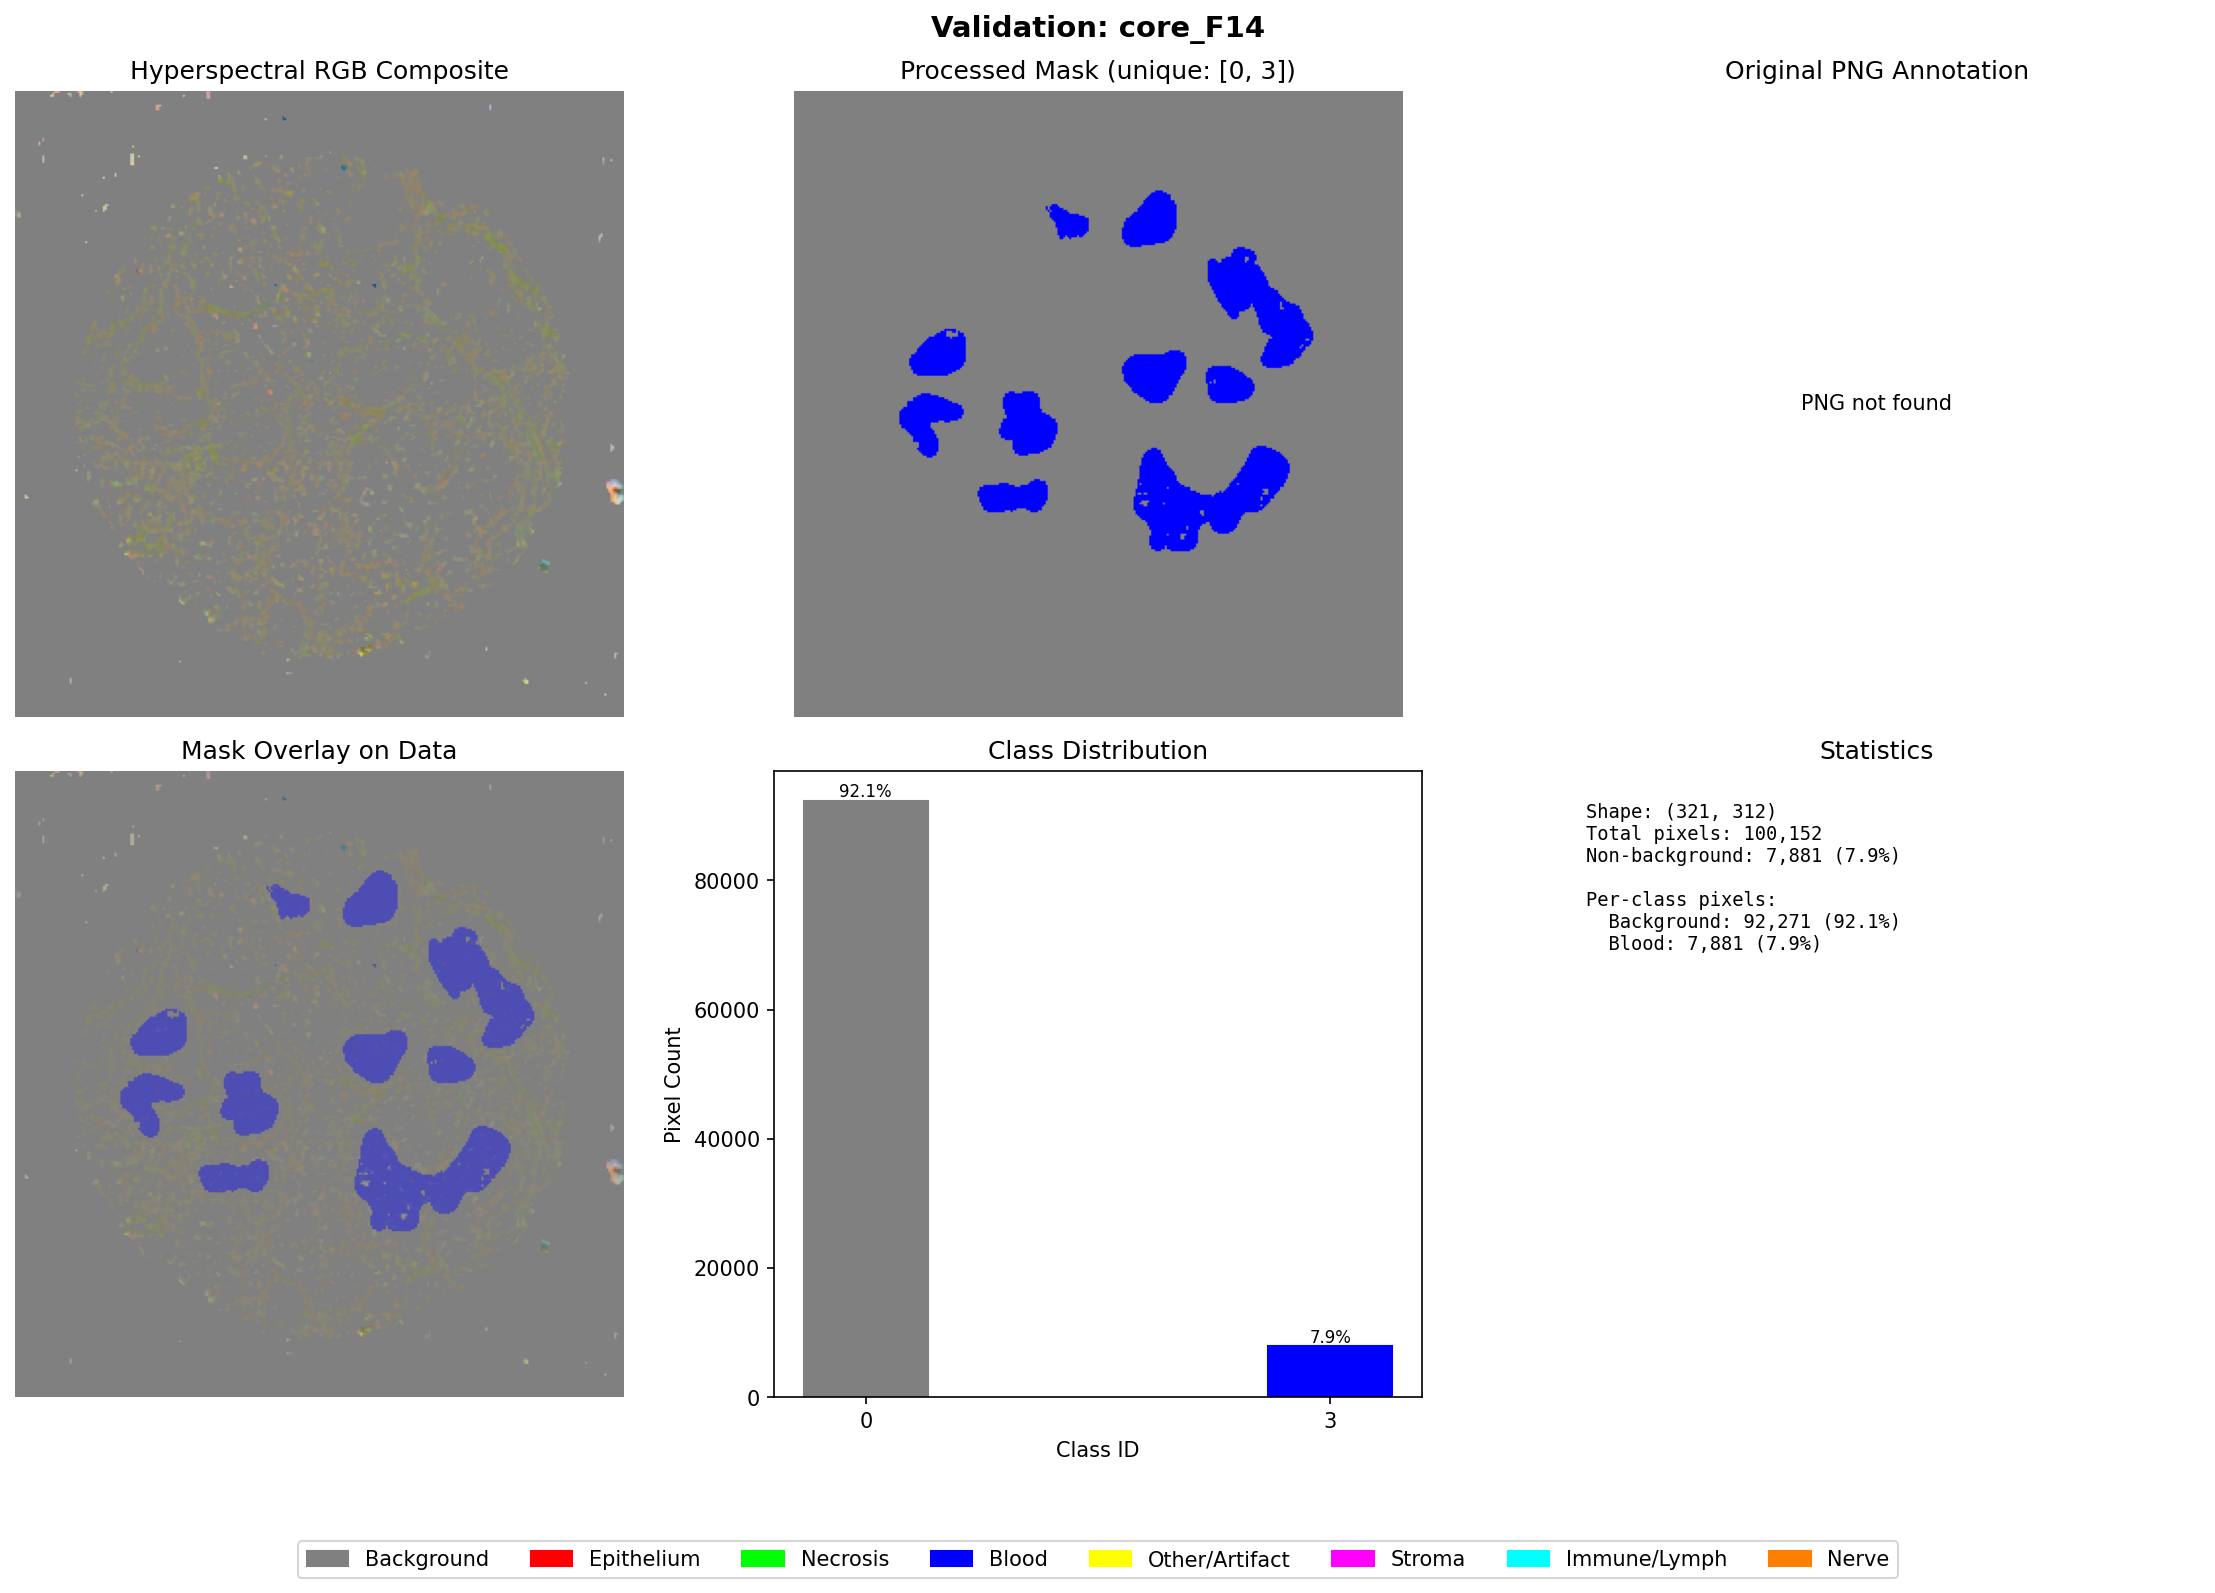 Validation: core_F14
Hyperspectral RGB Composite
Processed Mask (unique: [0, 3])
Original PNG Annotation
PNG not found
Mask Overlay on Data
Class Distribution
92.1%
7.9%
80000
60000
40000
20000
0
Pixel Count
0 3
Class ID
Statistics
Shape: (321, 312)
Total pixels: 100,152
Non-background: 7,881 (7.9%)
Per-class pixels:
Background: 92,271 (92.1%)
Blood: 7,881 (7.9%)
Background Epithelium Necrosis Blood Other/Artifact Stroma Immune/Lymph Nerve